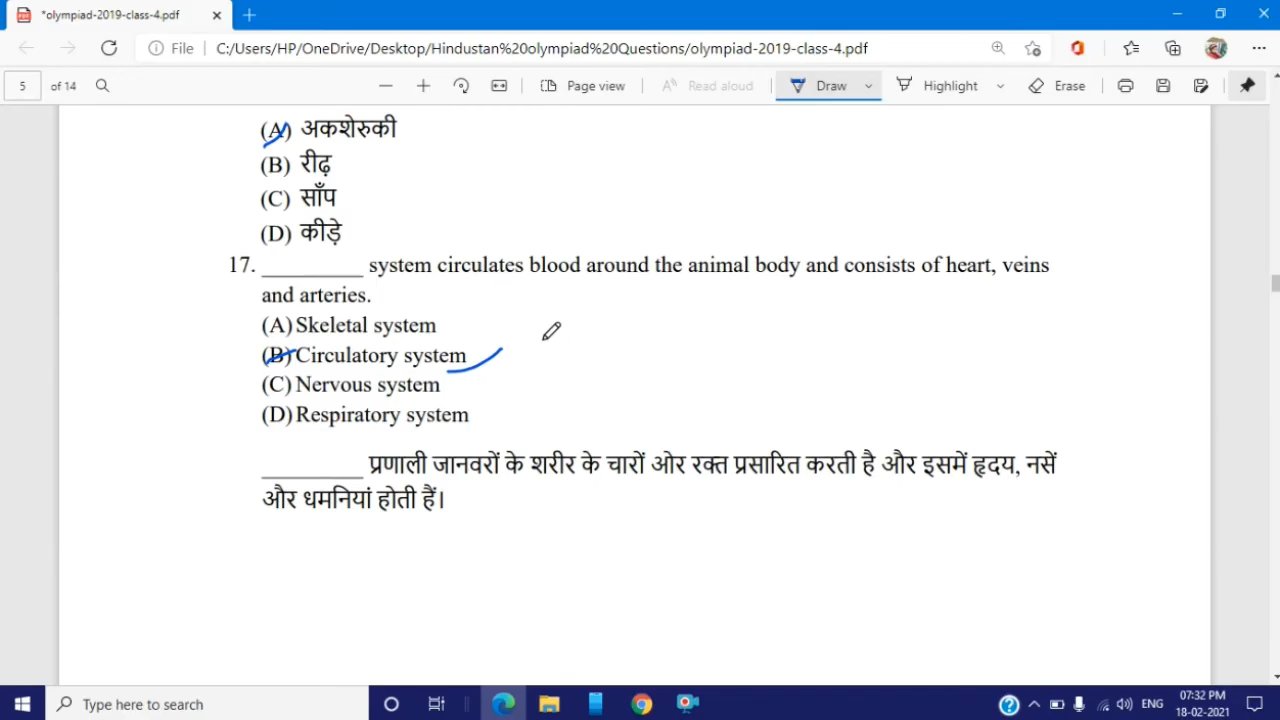 *olympiad-2019-class-4.pdf
File C:/Users/HP/OneDrive/Desktop/Hindustan%20olympiad%20Questions/olympiad-2019-class-4.pdf
5 of 14 Page view Read aloud Draw Highlight Erase
(A) अकशेरुकी
(B) रीढ़
(C) साँप
(D) कीड़े
17. _________ system circulates blood around the animal body and consists of heart, veins
and arteries.
(A) Skeletal system
(B) Circulatory system
(C) Nervous system
(D) Respiratory system
_________ प्रणाली जानवरों के शरीर के चारों ओर रक्त प्रसारित करती है और इसमें हृदय, नसें
और धमनियां होती हैं।
Type here to search ENG 07:32 PM
18-02-2021